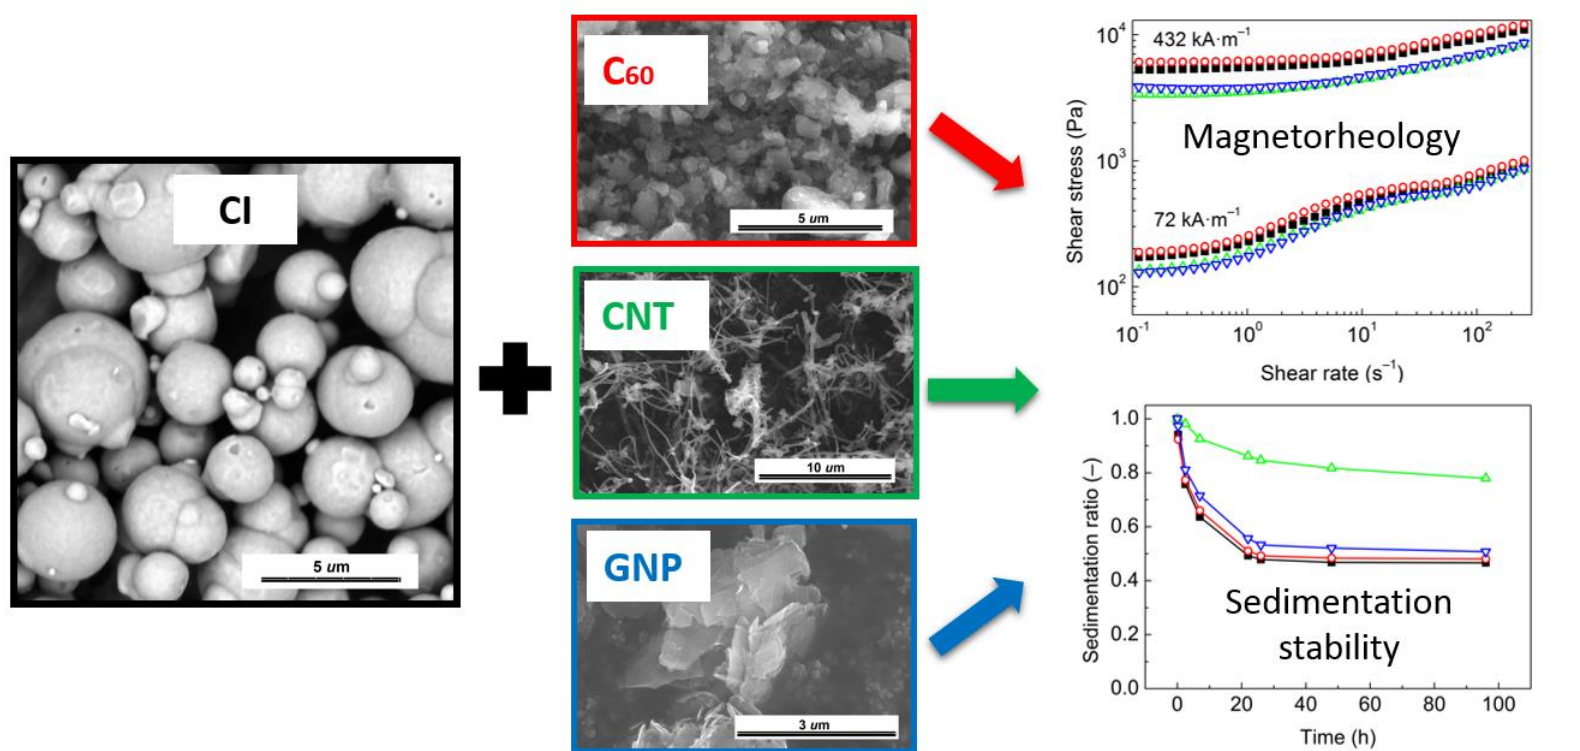 CI
5 um
C60
5 um
CNT
10 um
GNP
3 um
10⁴
10³
10²
432 kA·m⁻¹
72 kA·m⁻¹
Magnetorheology
Shear stress (Pa)
10⁻¹ 10⁰ 10¹ 10²
Shear rate (s⁻¹)
1.0
0.8
0.6
0.4
0.2
0.0
Sedimentation ratio (–)
Sedimentation
stability
0 20 40 60 80 100
Time (h)